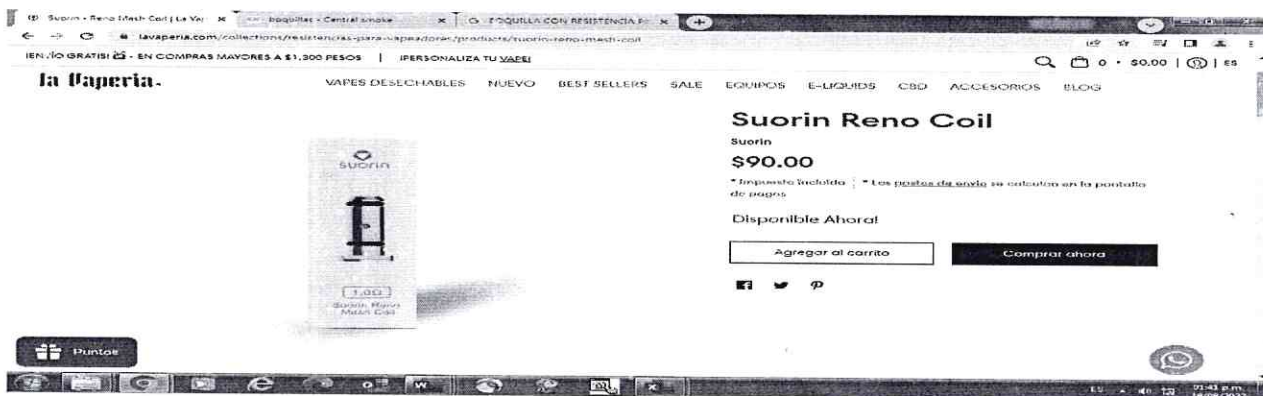 Suorin - Reno Mesh Coil | La Va
boquillas - Central smoke
BOQUILLA CON RESISTENCIA
lavaperia.com/collections/resistencias-para-vapeadores/products/suorin-reno-mesh-coil
¡ENVÍO GRATIS! - EN COMPRAS MAYORES A $1,300 PESOS | ¡PERSONALIZA TU VAPE!
0 • $0.00 | ES
la Vaperia.
VAPES DESECHABLES NUEVO BEST SELLERS SALE EQUIPOS E-LIQUIDS CBD ACCESORIOS BLOG
Suorin Reno Coil
Suorin
$90.00
* Impuesto incluido | * Los gastos de envío se calculan en la pantalla
de pagos
Disponible Ahora!
Agregar al carrito Comprar ahora
suorin
1.0Ω
Suorin Reno
Mesh Coil
Puntos
ES 01:43 p.m.